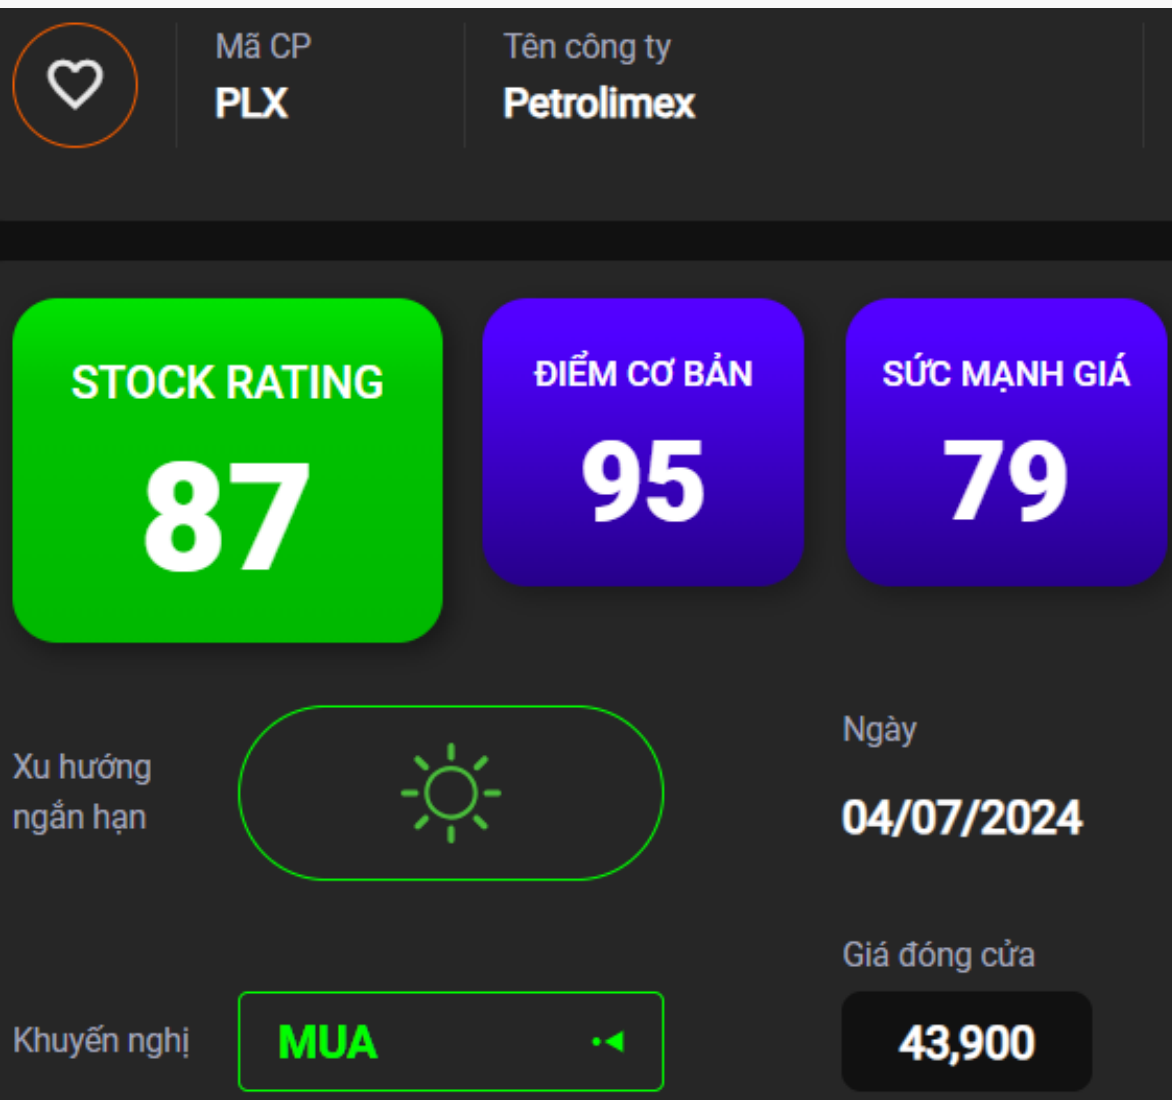 Mã CP
PLX
Tên công ty
Petrolimex
STOCK RATING
87
ĐIỂM CƠ BẢN
95
SỨC MẠNH GIÁ
79
Xu hướng
ngắn hạn
Ngày
04/07/2024
Khuyến nghị
MUA
Giá đóng cửa
43,900